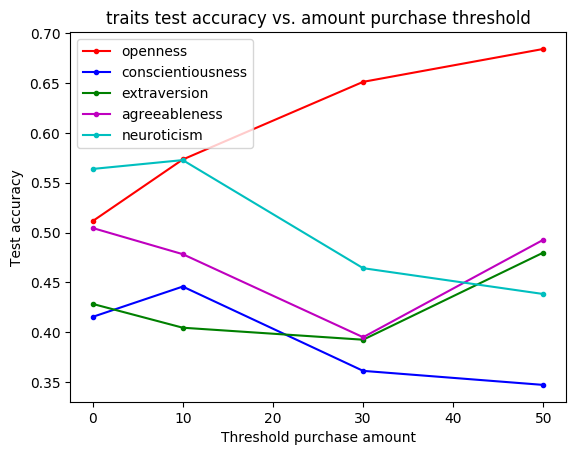 traits test accuracy vs. amount purchase threshold
openness
conscientiousness
extraversion
agreeableness
neuroticism
Test accuracy
0.70
0.65
0.60
0.55
0.50
0.45
0.40
0.35
0 10 20 30 40 50
Threshold purchase amount